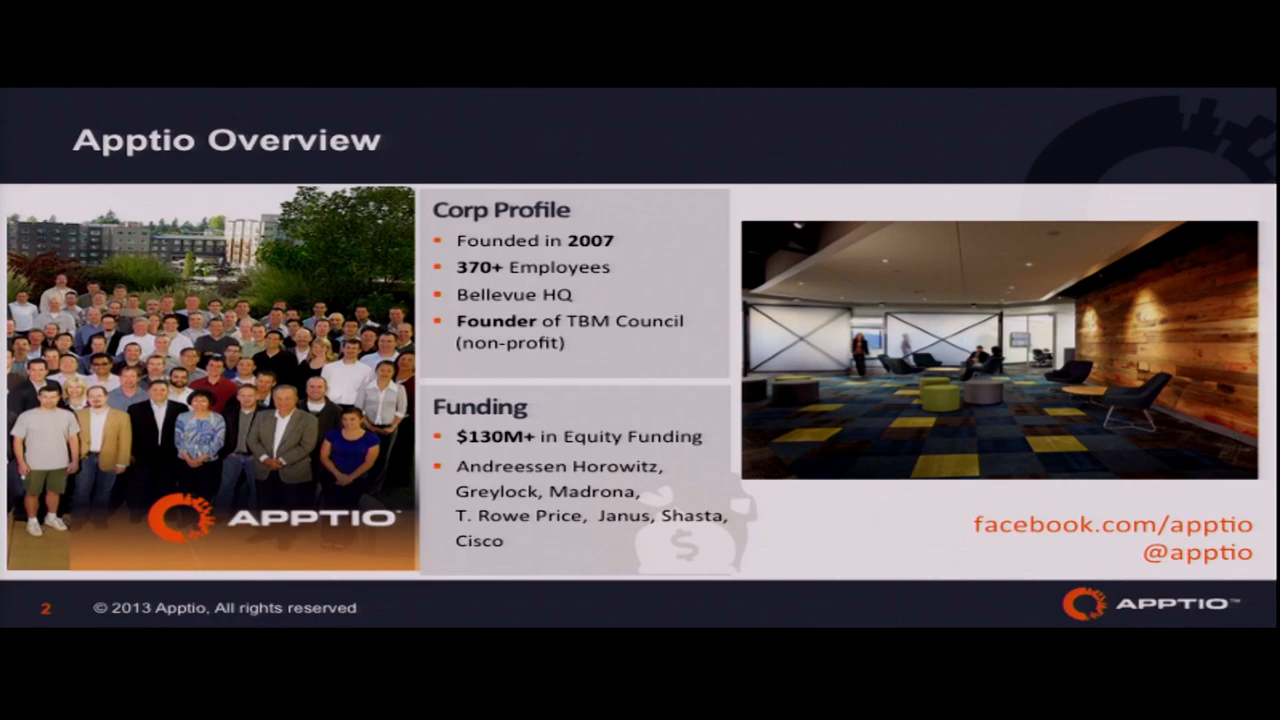 Apptio Overview
Corp Profile
Founded in 2007
370+ Employees
Bellevue HQ
Founder of TBM Council
(non-profit)
Funding
$130M+ in Equity Funding
Andreessen Horowitz,
Greylock, Madrona,
T. Rowe Price, Janus, Shasta,
Cisco
$
APPTIO™
facebook.com/apptio
@apptio
2
© 2013 Apptio, All rights reserved
APPTIO™